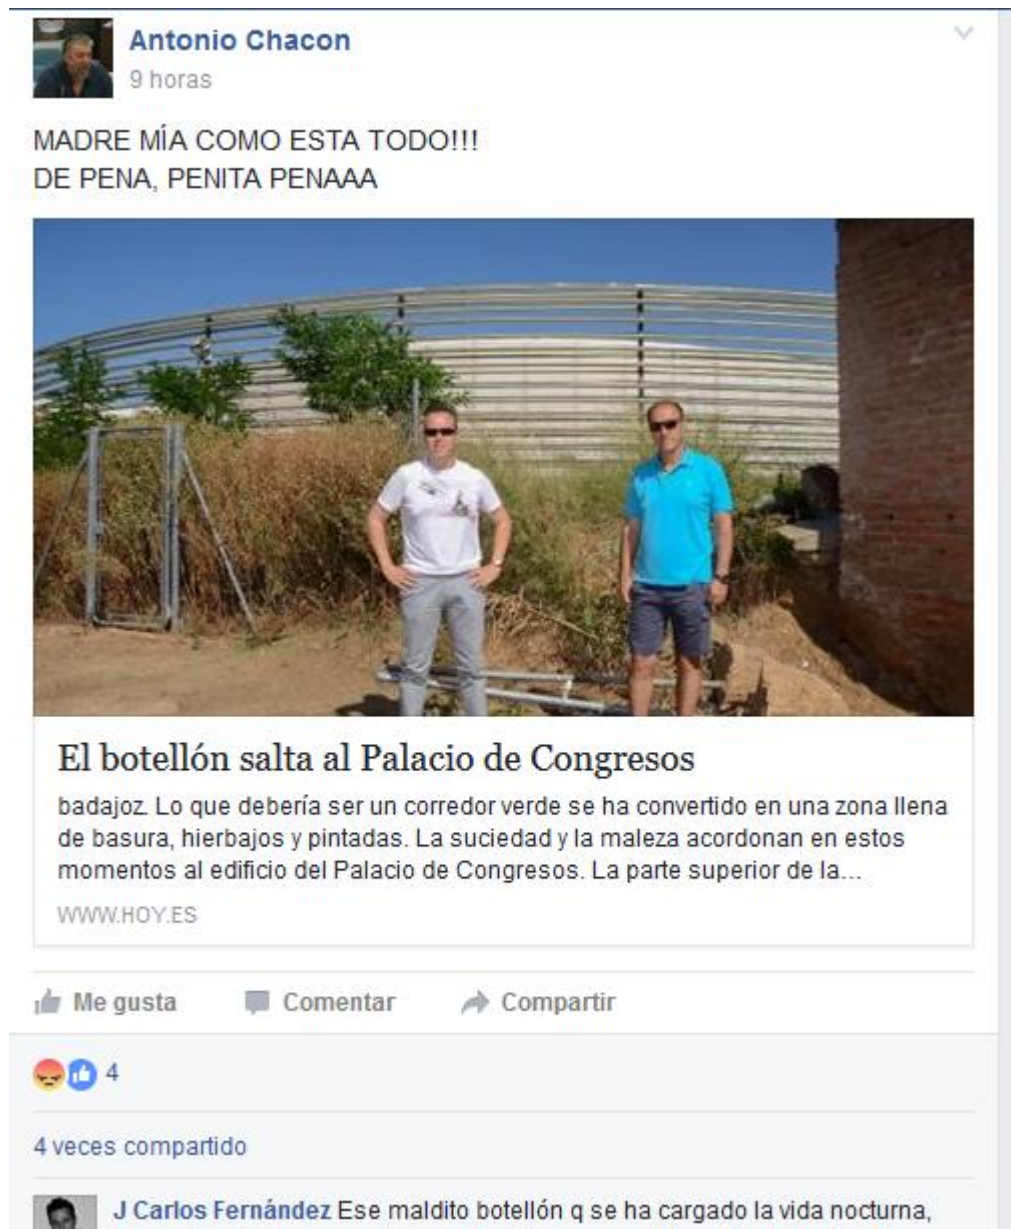 Antonio Chacon
9 horas
MADRE MÍA COMO ESTA TODO!!!
DE PENA, PENITA PENAAA
El botellón salta al Palacio de Congresos
badajoz. Lo que debería ser un corredor verde se ha convertido en una zona llena
de basura, hierbajos y pintadas. La suciedad y la maleza acordonan en estos
momentos al edificio del Palacio de Congresos. La parte superior de la...
WWW.HOY.ES
Me gusta Comentar Compartir
4
4 veces compartido
J Carlos Fernández Ese maldito botellón q se ha cargado la vida nocturna,